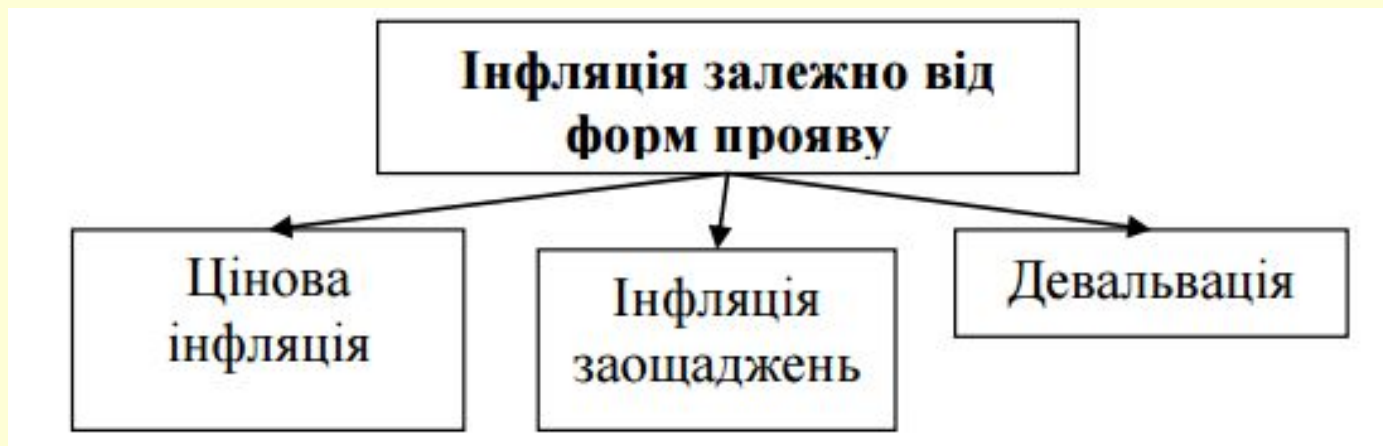 Інфляція залежно від
форм прояву
Цінова
інфляція
Інфляція
заощаджень
Девальвація